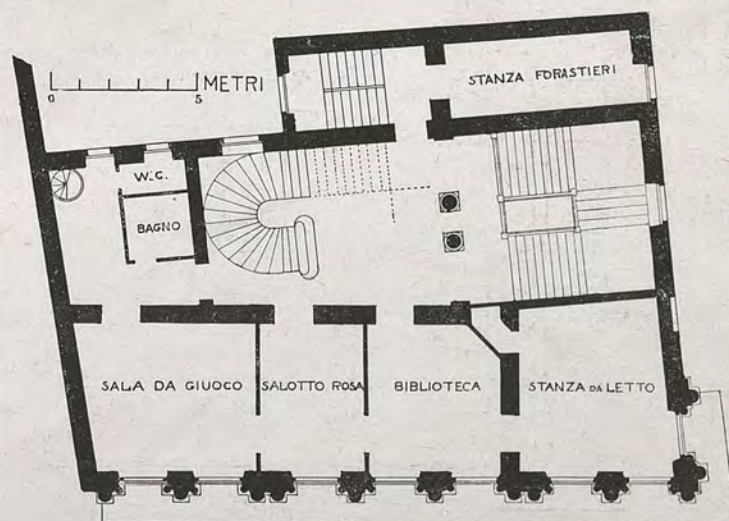 METRI
0 5
STANZA FORASTIERI
W.C.
BAGNO
SALA DA GIUOCO
SALOTTO ROSA
BIBLIOTECA
STANZA DA LETTO